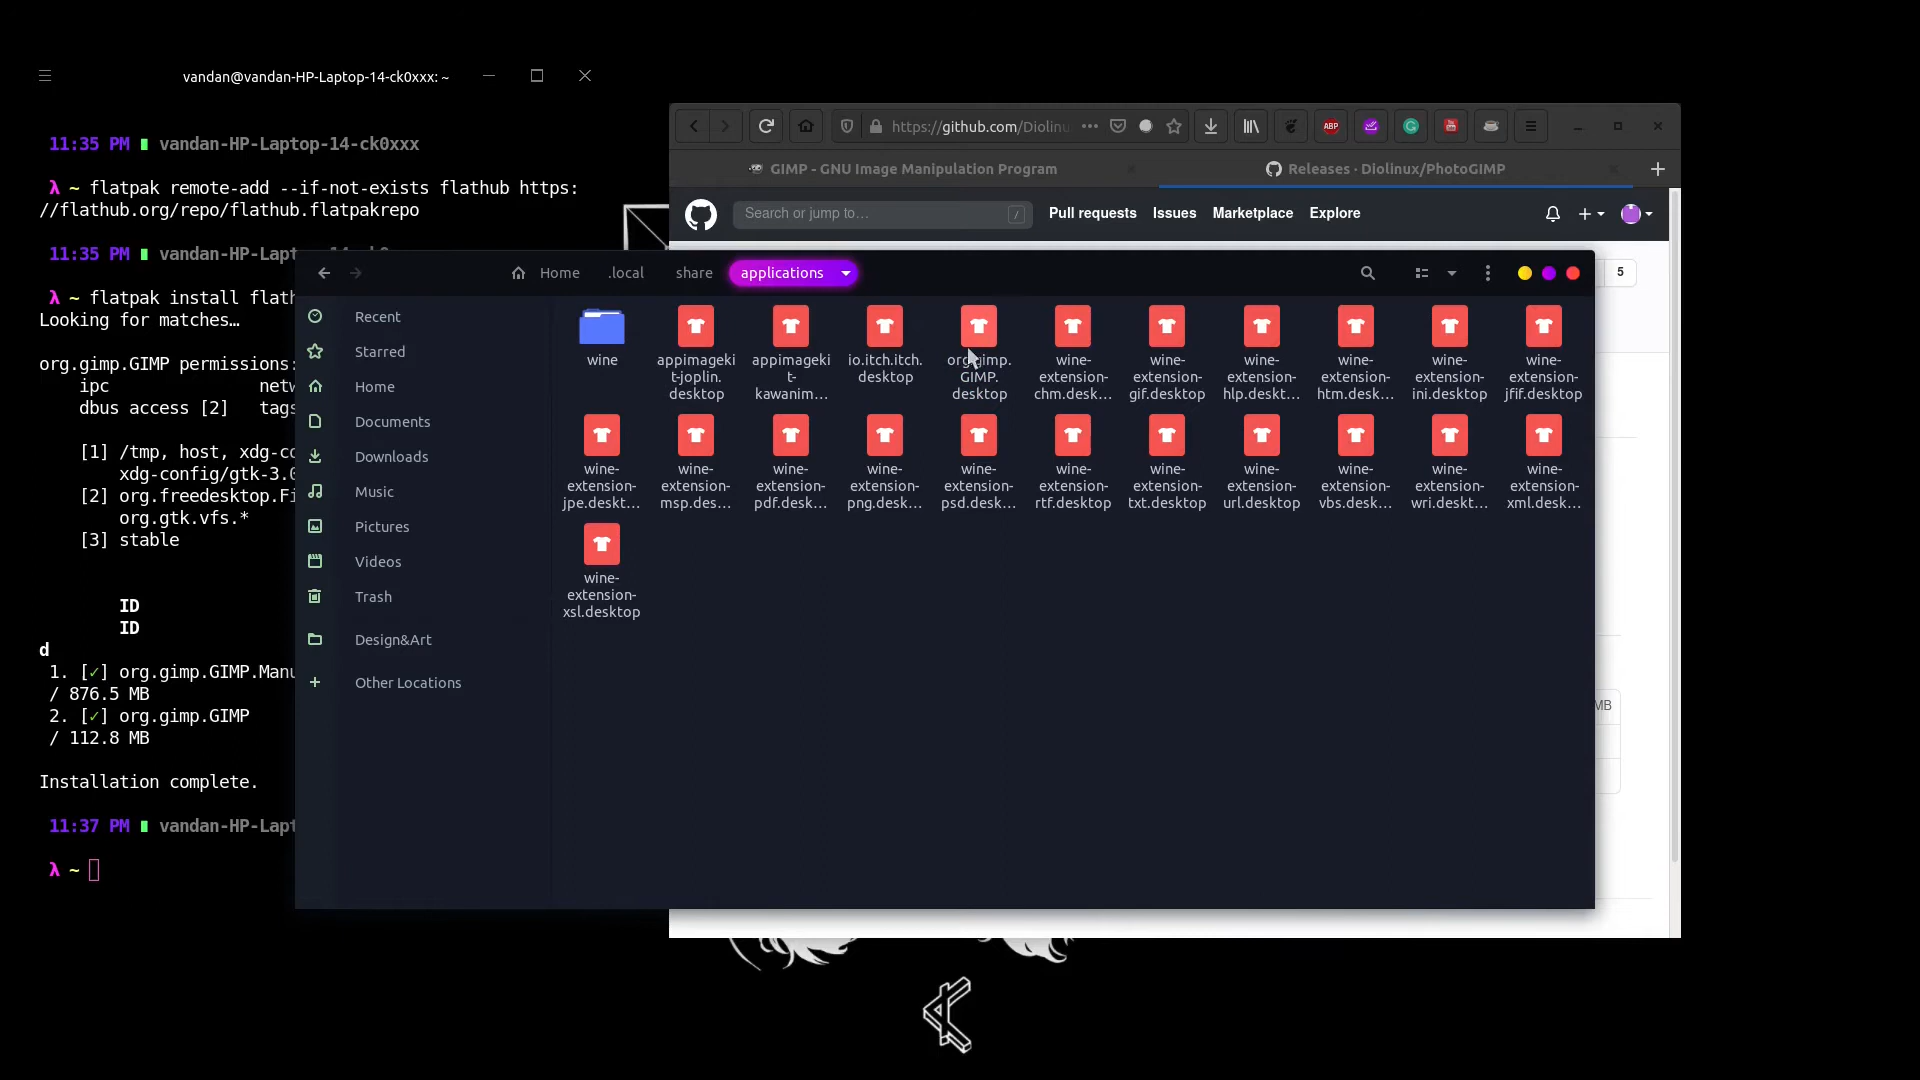 vandan@vandan-HP-Laptop-14-ck0xxx: ~
11:35 PM vandan-HP-Laptop-14-ck0xxx
λ ~ flatpak remote-add --if-not-exists flathub https:
//flathub.org/repo/flathub.flatpakrepo
11:35 PM vandan-HP-Laptop-14-ck0
λ ~ flatpak install flath
Looking for matches…
org.gimp.GIMP permissions:
ipc netw
dbus access [2] tags
[1] /tmp, host, xdg-co
xdg-config/gtk-3.0
[2] org.freedesktop.Fi
org.gtk.vfs.*
[3] stable
ID
ID
d
1. [✓] org.gimp.GIMP.Manu
/ 876.5 MB
2. [✓] org.gimp.GIMP
/ 112.8 MB
Installation complete.
11:37 PM vandan-HP-Lapt
λ ~
https://github.com/Diolinu
ABP
GIMP - GNU Image Manipulation Program
Releases · Diolinux/PhotoGIMP
Search or jump to… /
Pull requests Issues Marketplace Explore
5
MB
Home .local share applications
Recent
Starred
Home
Documents
Downloads
Music
Pictures
Videos
Trash
Design&Art
Other Locations
wine
appimageki
t-joplin.
desktop
appimageki
t-
kawanim…
io.itch.itch.
desktop
org.gimp.
GIMP.
desktop
wine-
extension-
chm.desk…
wine-
extension-
gif.desktop
wine-
extension-
hlp.deskt…
wine-
extension-
htm.desk…
wine-
extension-
ini.desktop
wine-
extension-
jfif.desktop
wine-
extension-
jpe.deskt…
wine-
extension-
msp.des…
wine-
extension-
pdf.desk…
wine-
extension-
png.desk…
wine-
extension-
psd.desk…
wine-
extension-
rtf.desktop
wine-
extension-
txt.desktop
wine-
extension-
url.desktop
wine-
extension-
vbs.desk…
wine-
extension-
wri.deskt…
wine-
extension-
xml.desk…
wine-
extension-
xsl.desktop